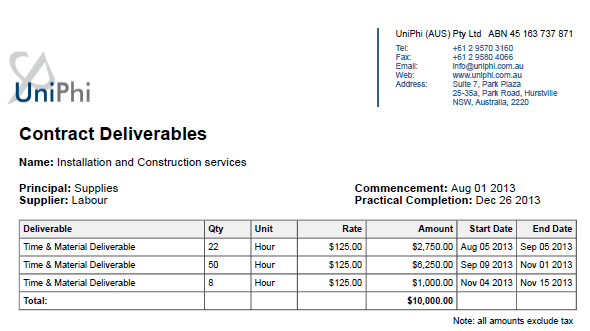 UniPhi (AUS) Pty Ltd ABN 45 163 737 871
Tel: +61 2 9570 3160
Fax: +61 2 9580 4066
Email: info@uniphi.com.au
Web: www.uniphi.com.au
Address: Suite 7, Park Plaza
25-35a, Park Road, Hurstville
NSW, Australia, 2220
UniPhi
Contract Deliverables
Name: Installation and Construction services
Principal: Supplies Commencement: Aug 01 2013
Supplier: Labour Practical Completion: Dec 26 2013
Deliverable Qty Unit Rate Amount Start Date End Date
Time & Material Deliverable 22 Hour $125.00 $2,750.00 Aug 05 2013 Sep 05 2013
Time & Material Deliverable 50 Hour $125.00 $6,250.00 Sep 09 2013 Nov 01 2013
Time & Material Deliverable 8 Hour $125.00 $1,000.00 Nov 04 2013 Nov 15 2013
Total: $10,000.00
Note: all amounts exclude tax